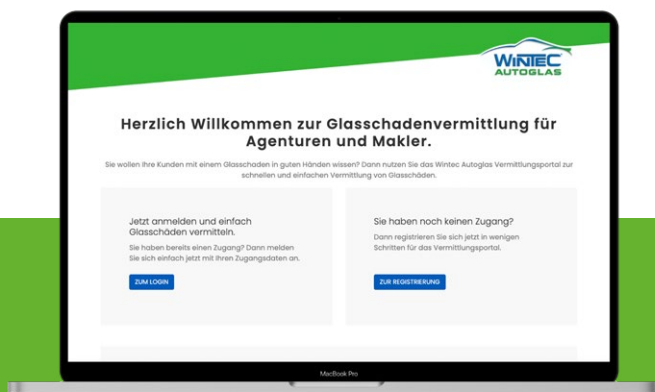 WINTEC
AUTOGLAS
Herzlich Willkommen zur Glasschadenvermittlung für
Agenturen und Makler.
Sie wollen Ihre Kunden mit einem Glasschaden in guten Händen wissen? Dann nutzen Sie das Wintec Autoglas Vermittlungsportal zur
schnellen und einfachen Vermittlung von Glasschäden.
Jetzt anmelden und einfach
Glasschäden vermitteln.
Sie haben bereits einen Zugang? Dann melden
Sie sich einfach jetzt mit Ihren Zugangsdaten an.
ZUM LOGIN
Sie haben noch keinen Zugang?
Dann registrieren Sie sich jetzt in wenigen
Schritten für das Vermittlungsportal.
ZUR REGISTRIERUNG
MacBook Pro